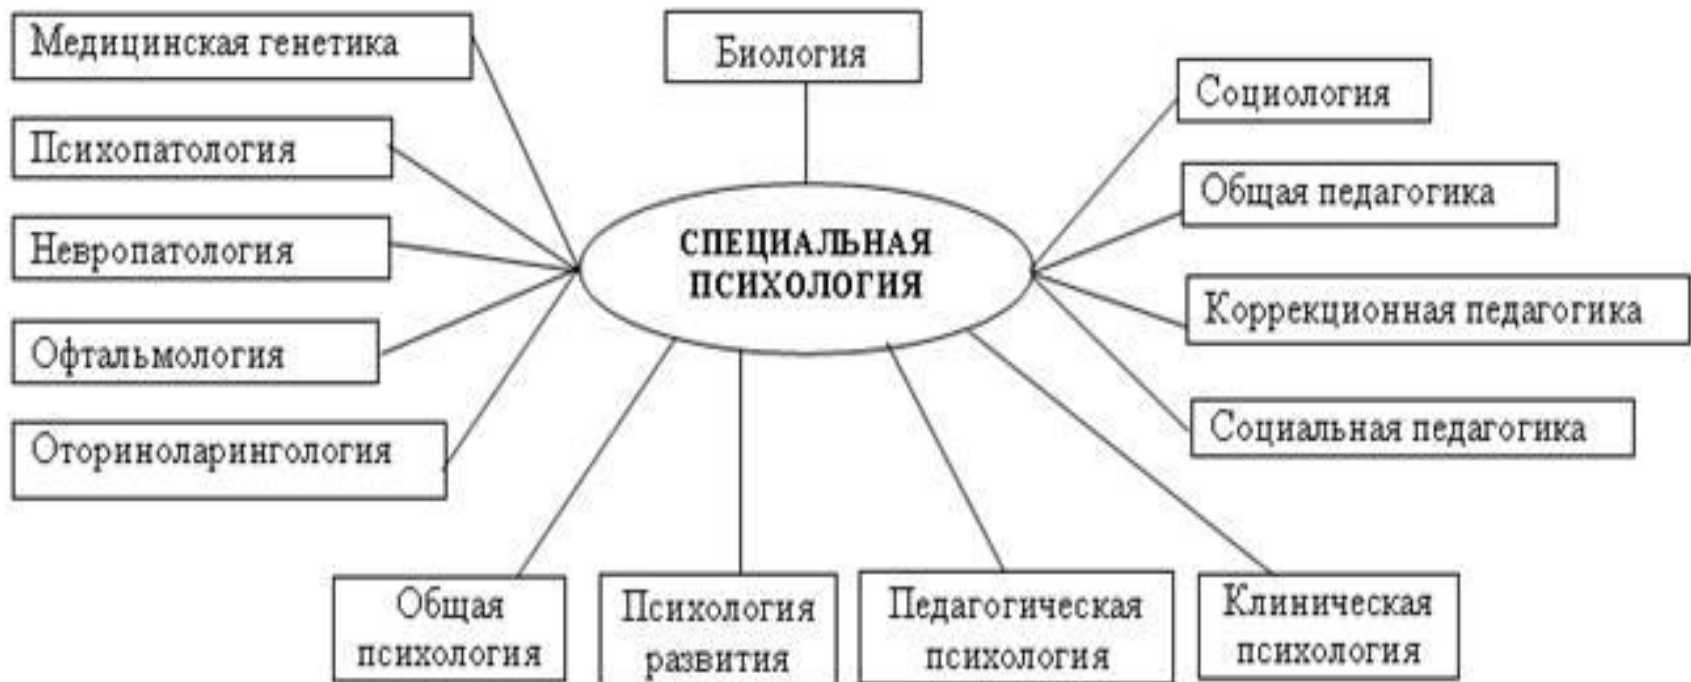 Медицинская генетика
Биология
Социология
Психопатология
Общая педагогика
Невропатология
СПЕЦИАЛЬНАЯ
ПСИХОЛОГИЯ
Коррекционная педагогика
Офтальмология
Социальная педагогика
Оториноларингология
Общая
психология
Психология
развития
Педагогическая
психология
Клиническая
психология